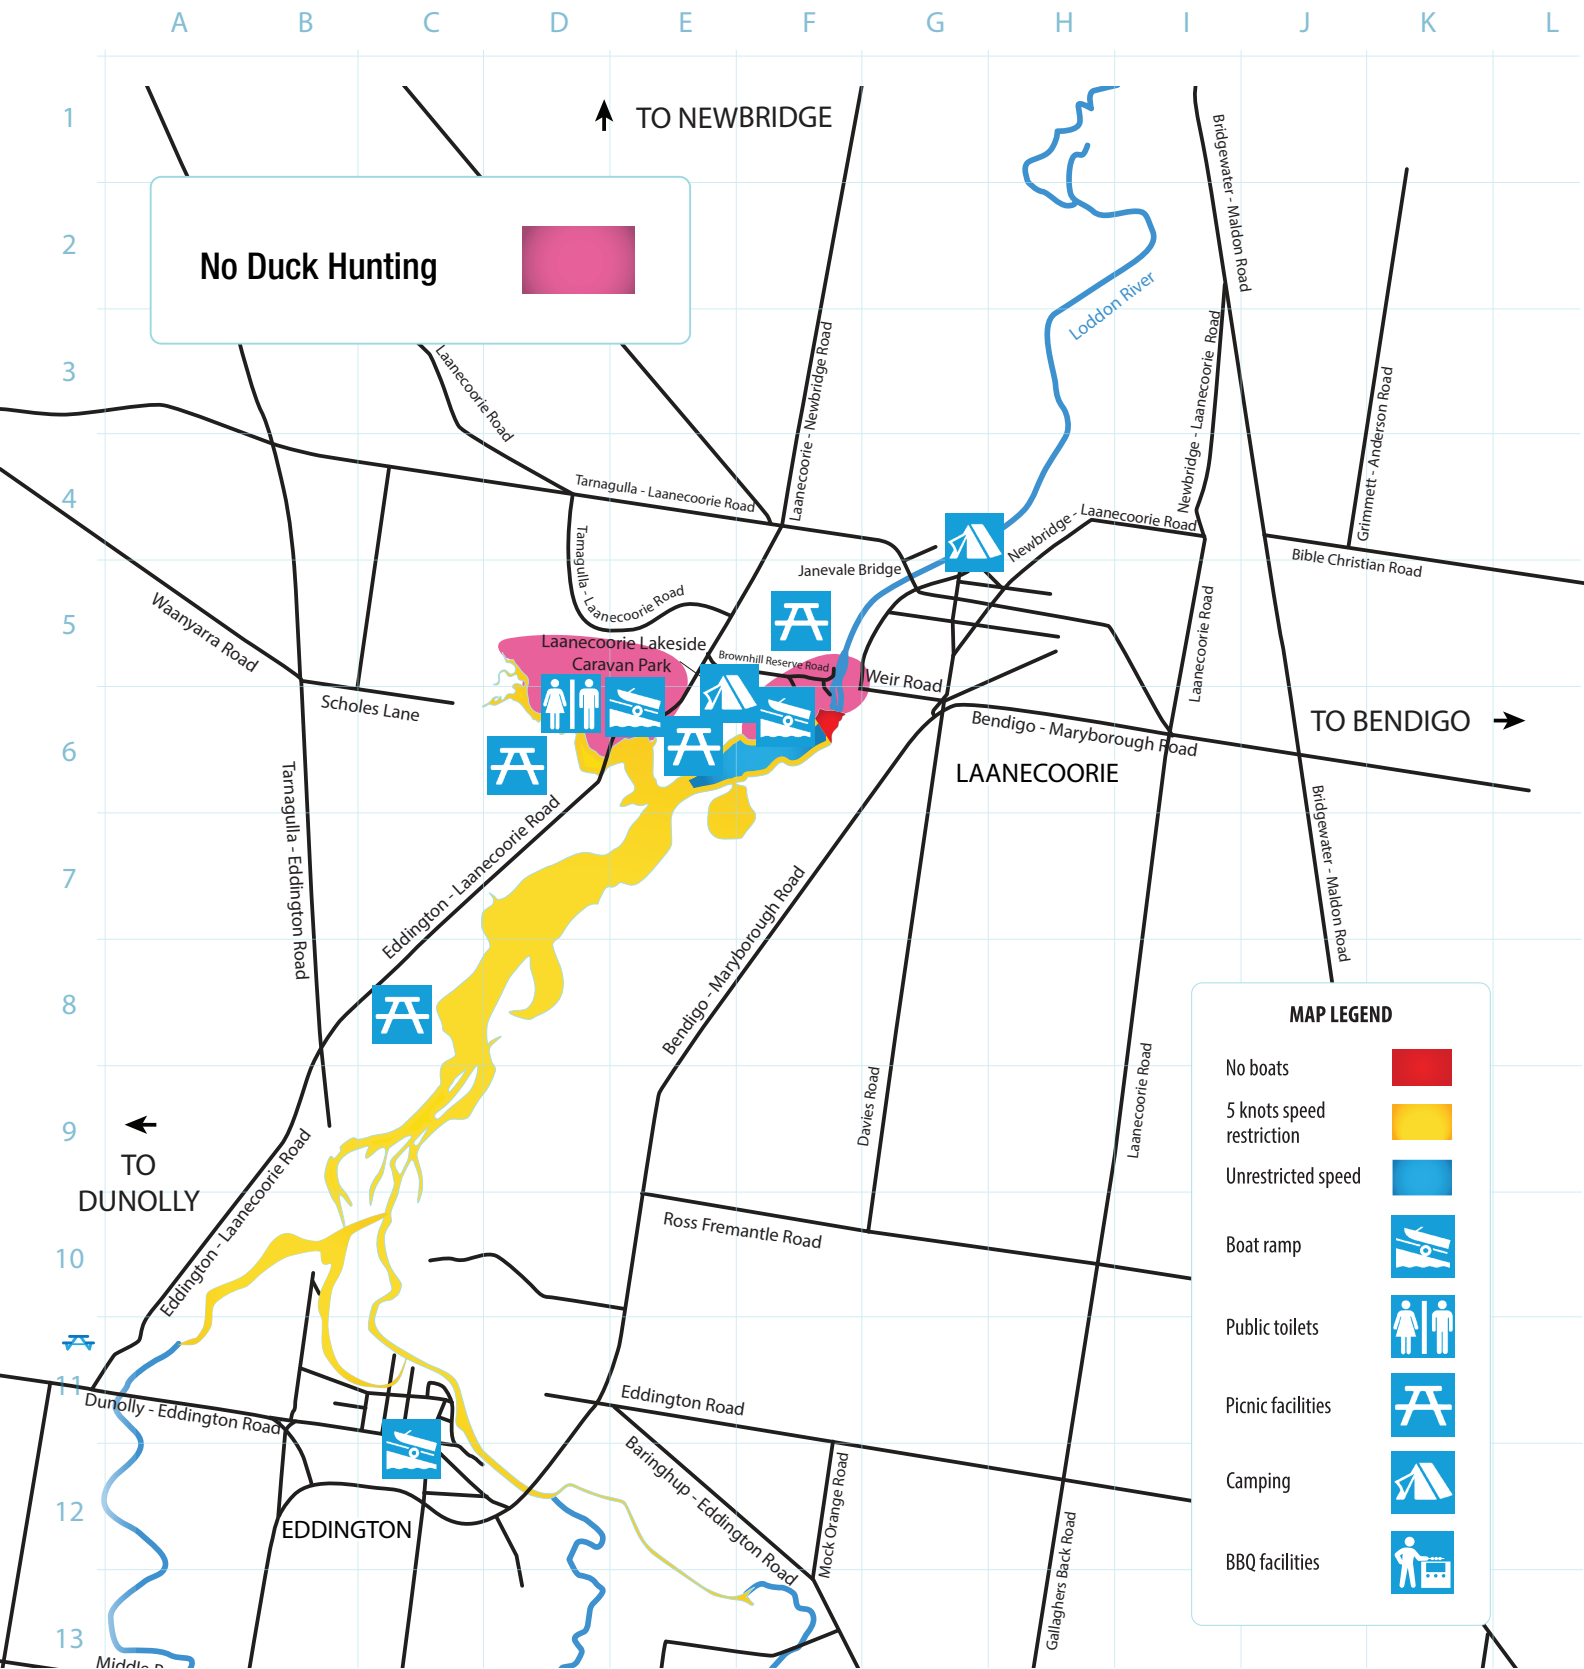 A B C D E F G H I J K L
1
2
3
4
5
6
7
8
9
10
11
12
13
TO NEWBRIDGE
No Duck Hunting
Bridgewater - Maldon Road
Loddon River
Laanecoorie Road
Laanecoorie - Newbridge Road
Newbridge - Laanecoorie Road
Grimmett - Anderson Road
Tarnagulla - Laanecoorie Road
Newbridge - Laanecoorie Road
Bible Christian Road
Janevale Bridge
Tarnagulla - Laanecoorie Road
Waanyarra Road
Laanecoorie Lakeside
Caravan Park
Brownhill Reserve Road
Weir Road
Laanecoorie Road
Scholes Lane
Bendigo - Maryborough Road
TO BENDIGO
LAANECOORIE
Tarnagulla - Eddington Road
Eddington - Laanecoorie Road
Bendigo - Maryborough Road
Bridgewater - Maldon Road
Davies Road
Laanecoorie Road
TO
DUNOLLY
Eddington - Laanecoorie Road
Ross Fremantle Road
Dunolly - Eddington Road
Eddington Road
Baringhup - Eddington Road
Mock Orange Road
Gallaghers Back Road
EDDINGTON
MAP LEGEND
No boats
5 knots speed
restriction
Unrestricted speed
Boat ramp
Public toilets
Picnic facilities
Camping
BBQ facilities
Middle